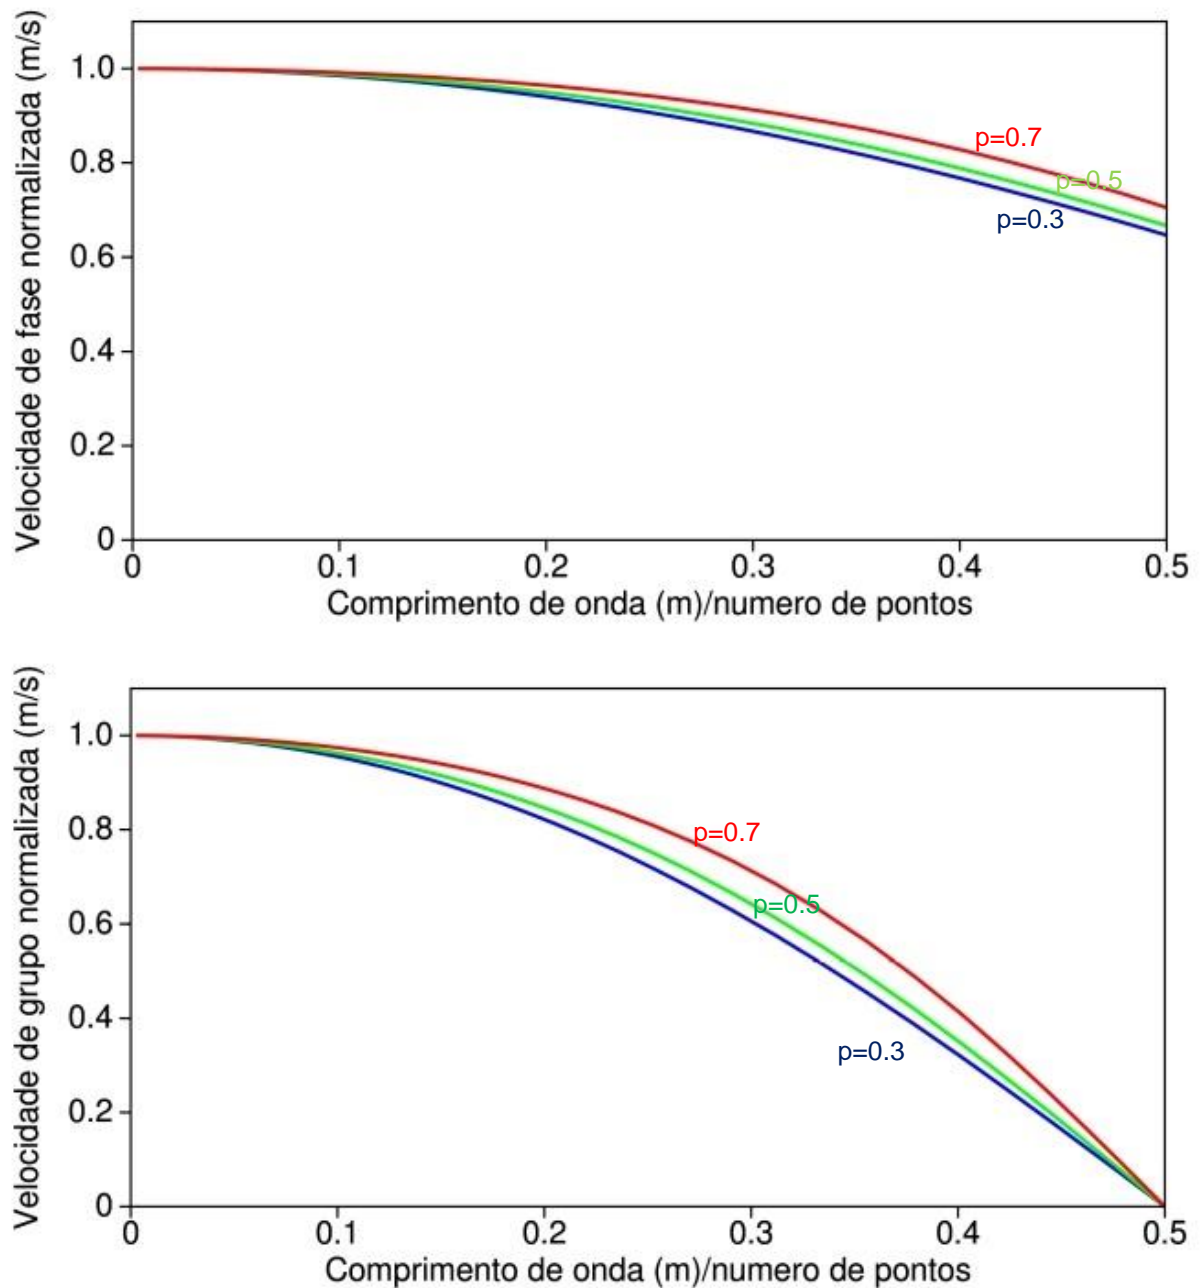 Velocidade de fase normalizada (m/s)
1.0
0.8
0.6
0.4
0.2
0
p=0.7
p=0.5
p=0.3
0 0.1 0.2 0.3 0.4 0.5
Comprimento de onda (m)/numero de pontos
Velocidade de grupo normalizada (m/s)
1.0
0.8
0.6
0.4
0.2
0
p=0.7
p=0.5
p=0.3
0 0.1 0.2 0.3 0.4 0.5
Comprimento de onda (m)/numero de pontos